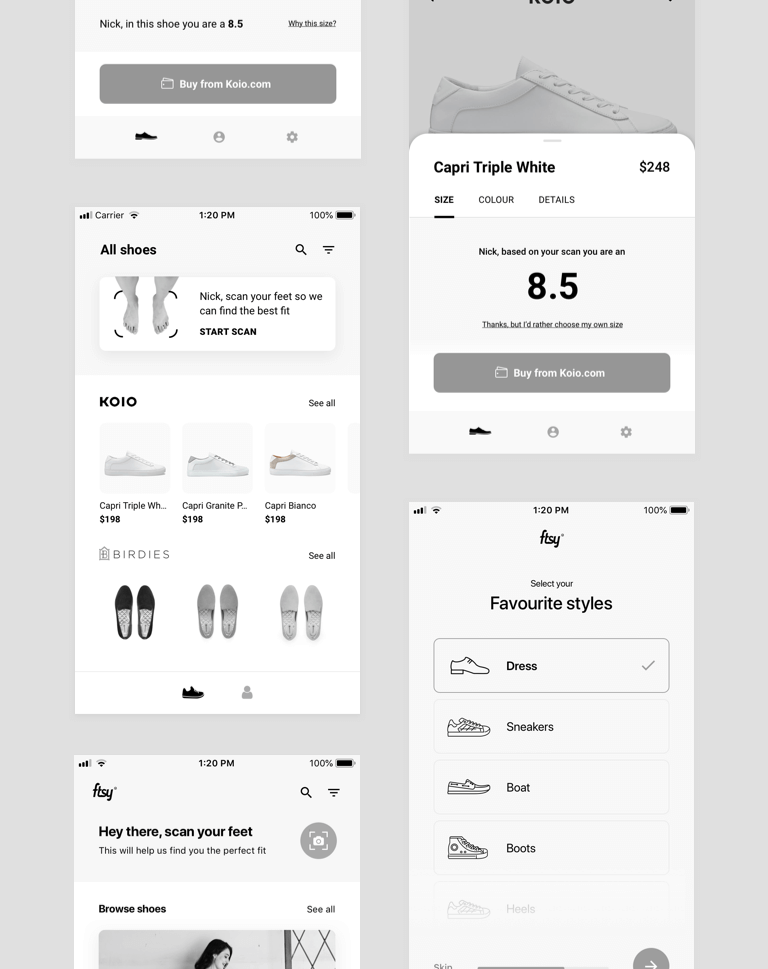 Nick, in this shoe you are a 8.5
Why this size?
Buy from Koio.com
Carrier
1:20 PM
100%
All shoes
Nick, scan your feet so we
can find the best fit
START SCAN
KOIO
See all
Capri Triple Wh...
Capri Granite P...
Capri Bianco
$198
$198
$198
BIRDIES
See all
1:20 PM
100%
ftsy
Hey there, scan your feet
This will help us find you the perfect fit
Browse shoes
See all
KOIO
Capri Triple White
$248
SIZE
COLOUR
DETAILS
Nick, based on your scan you are an
8.5
Thanks, but I'd rather choose my own size
Buy from Koio.com
1:20 PM
100%
ftsy
Select your
Favourite styles
Dress
Sneakers
Boat
Boots
Heels
Skip